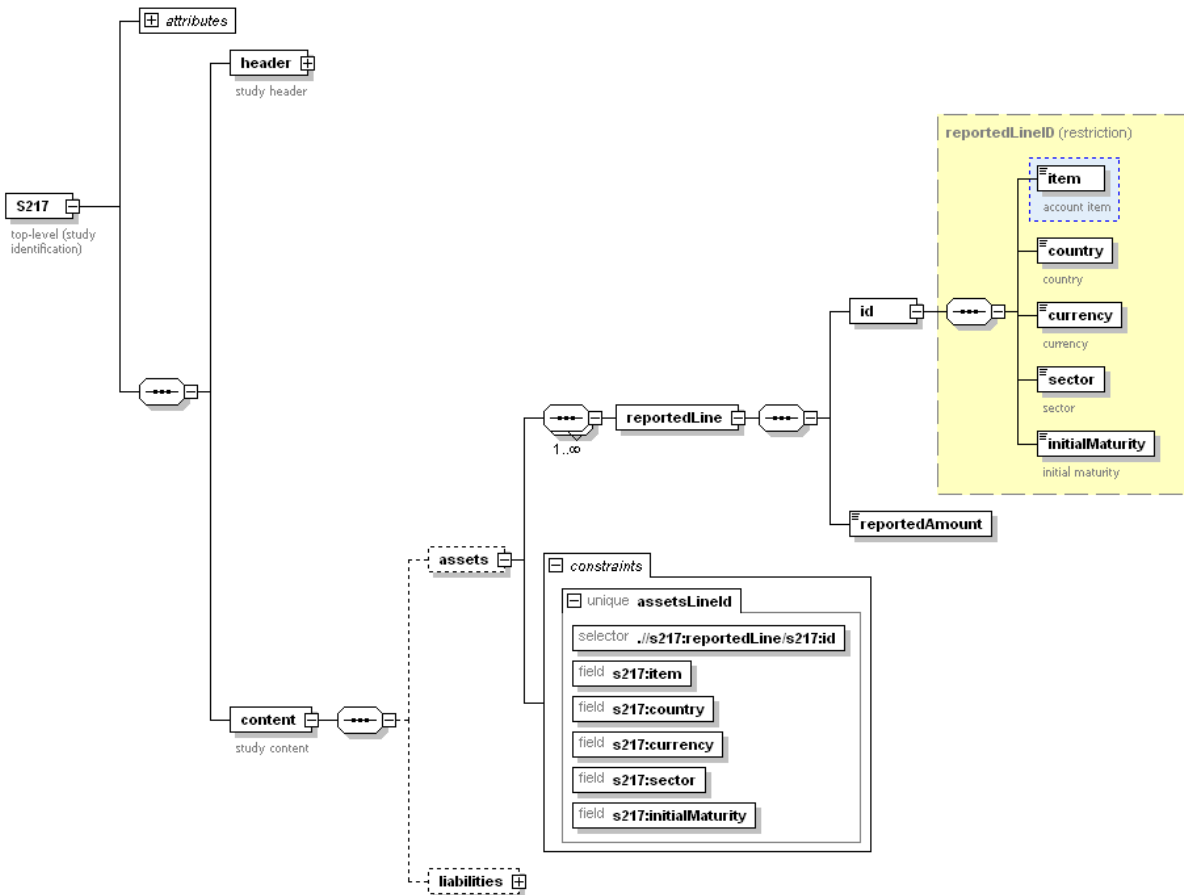 attributes
header
study header
reportedLineID (restriction)
item
account item
S217
top-level (study
identification)
country
country
id
currency
currency
sector
sector
reportedLine
1..∞
initialMaturity
initial maturity
reportedAmount
assets
constraints
unique assetsLineId
selector .//s217:reportedLine/s217:id
field s217:item
field s217:country
field s217:currency
field s217:sector
field s217:initialMaturity
content
study content
liabilities